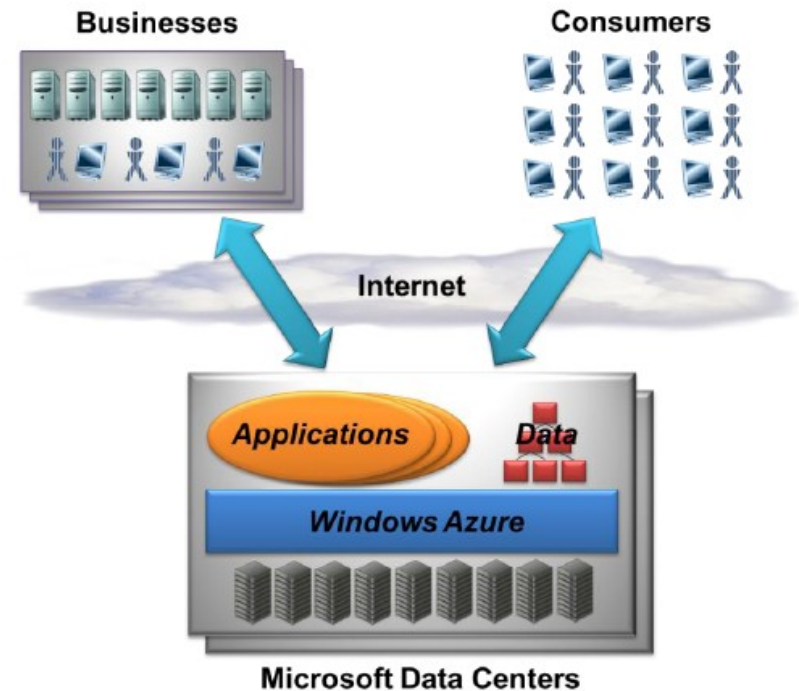 Businesses
Consumers
Internet
Applications
Data
Windows Azure
Microsoft Data Centers